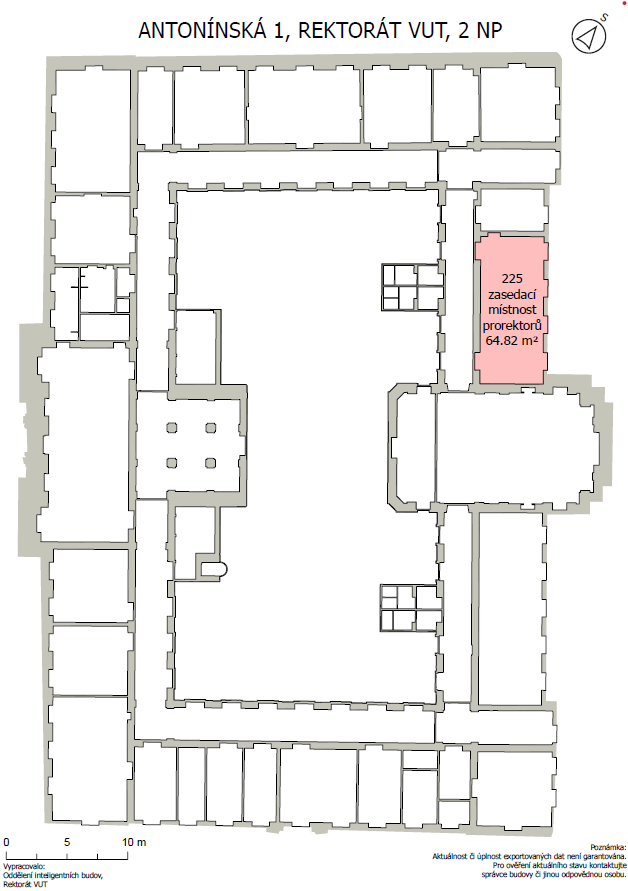 ANTONÍNSKÁ 1, REKTORÁT VUT, 2 NP
S
225
zasedací
místnost
prorektorů
64.82 m²
0 5 10 m
Vypracovalo:
Oddělení inteligentních budov,
Rektorát VUT
Poznámka:
Aktuálnost či úplnost exportovaných dat není garantována.
Pro ověření aktuálního stavu kontaktujte
správce budovy či jinou odpovědnou osobu.